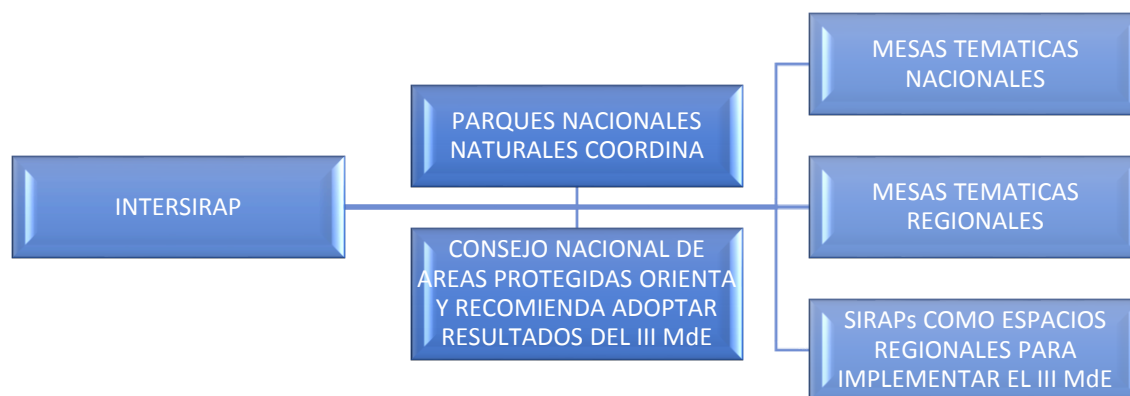 INTERSIRAP
PARQUES NACIONALES
NATURALES COORDINA
CONSEJO NACIONAL DE
AREAS PROTEGIDAS ORIENTA
Y RECOMIENDA ADOPTAR
RESULTADOS DEL III MdE
MESAS TEMATICAS
NACIONALES
MESAS TEMATICAS
REGIONALES
SIRAPs COMO ESPACIOS
REGIONALES PARA
IMPLEMENTAR EL III MdE